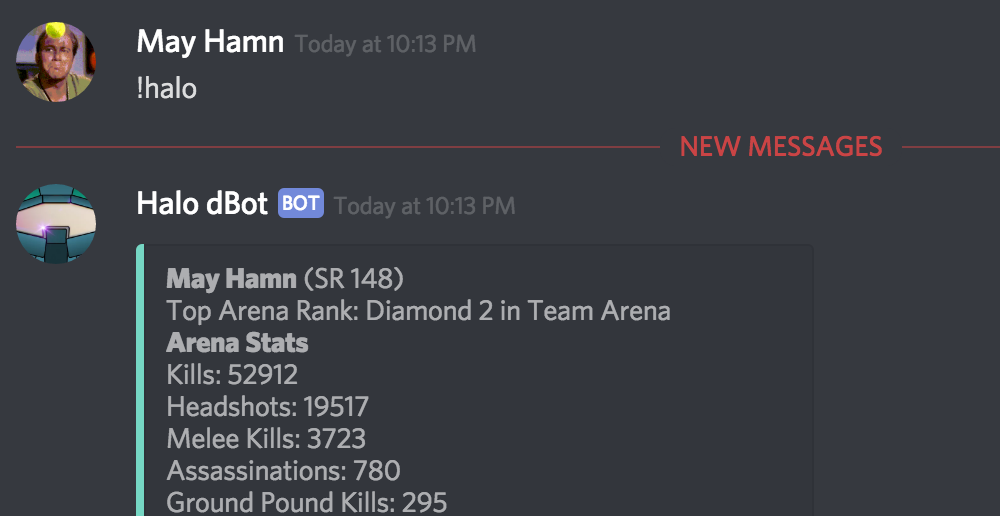 May Hamn Today at 10:13 PM
!halo
NEW MESSAGES
Halo dBot BOT Today at 10:13 PM
May Hamn (SR 148)
Top Arena Rank: Diamond 2 in Team Arena
Arena Stats
Kills: 52912
Headshots: 19517
Melee Kills: 3723
Assassinations: 780
Ground Pound Kills: 295